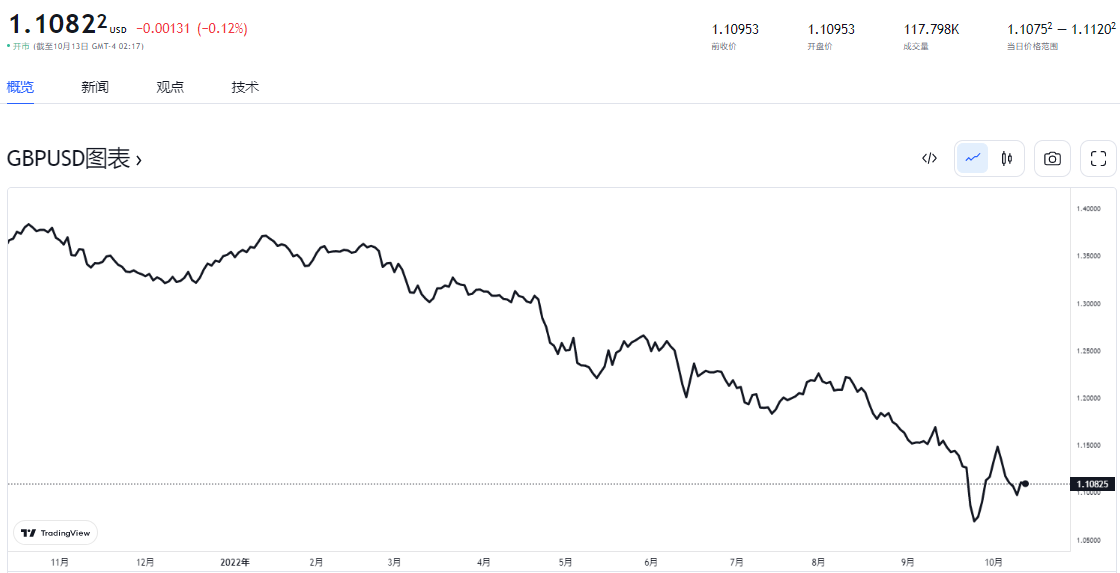 1.10822 USD −0.00131 (−0.12%)
开市 (截至10月13日 GMT-4 02:17)
1.10953 1.10953 117.798K 1.10752 — 1.11202
前收价 开盘价 成交量 当日价格范围
概览 新闻 观点 技术
GBPUSD图表 ›
1.40000
1.35000
1.30000
1.25000
1.20000
1.15000
1.10825
1.10000
1.05000
TradingView
11月 12月 2022年 2月 3月 4月 5月 6月 7月 8月 9月 10月